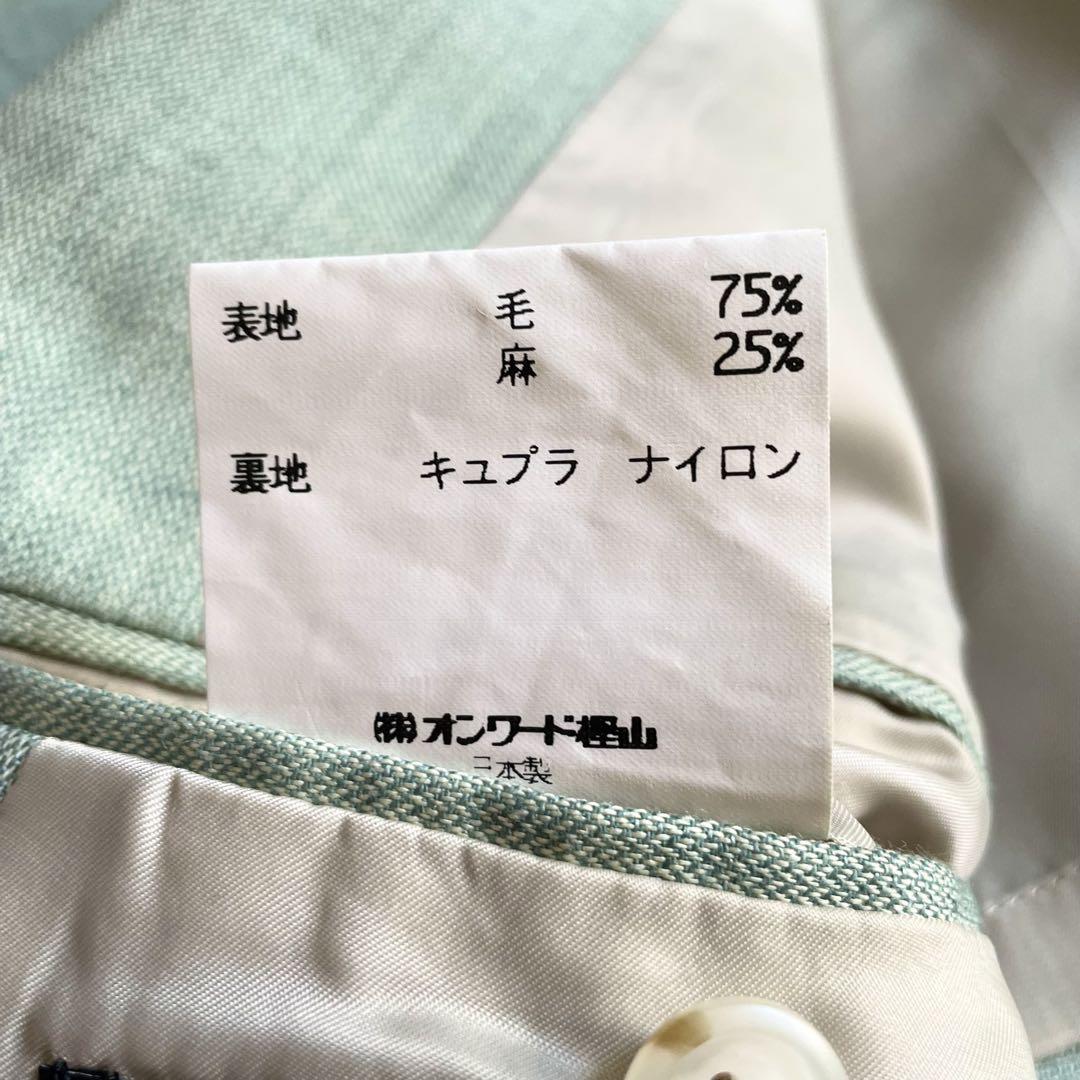 表地 毛 75%
麻 25%
裏地 キュプラ ナイロン
㈱オンワード樫山
日本製